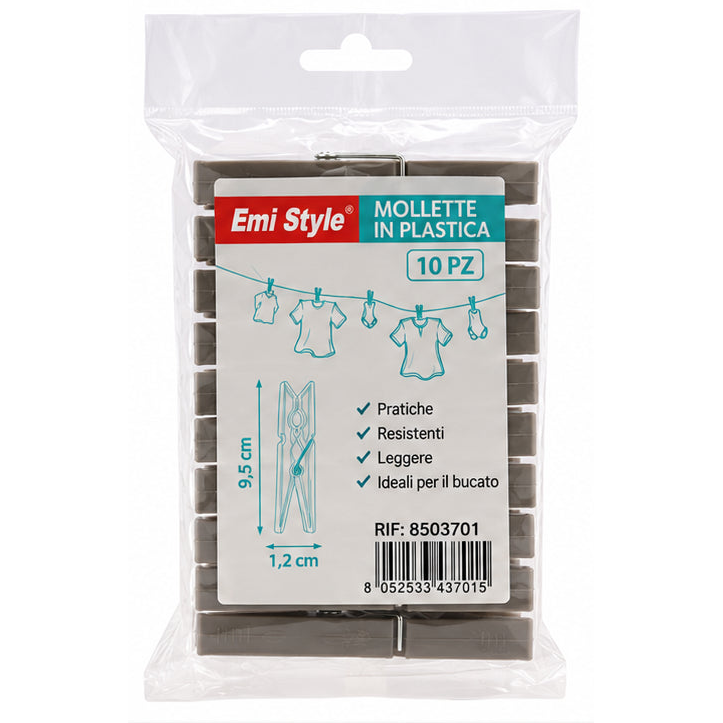 Emi Style®
MOLLETTE
IN PLASTICA
10 PZ
9,5 cm
1,2 cm
Pratiche
Resistenti
Leggere
Ideali per il bucato
RIF: 8503701
8 052533 437015